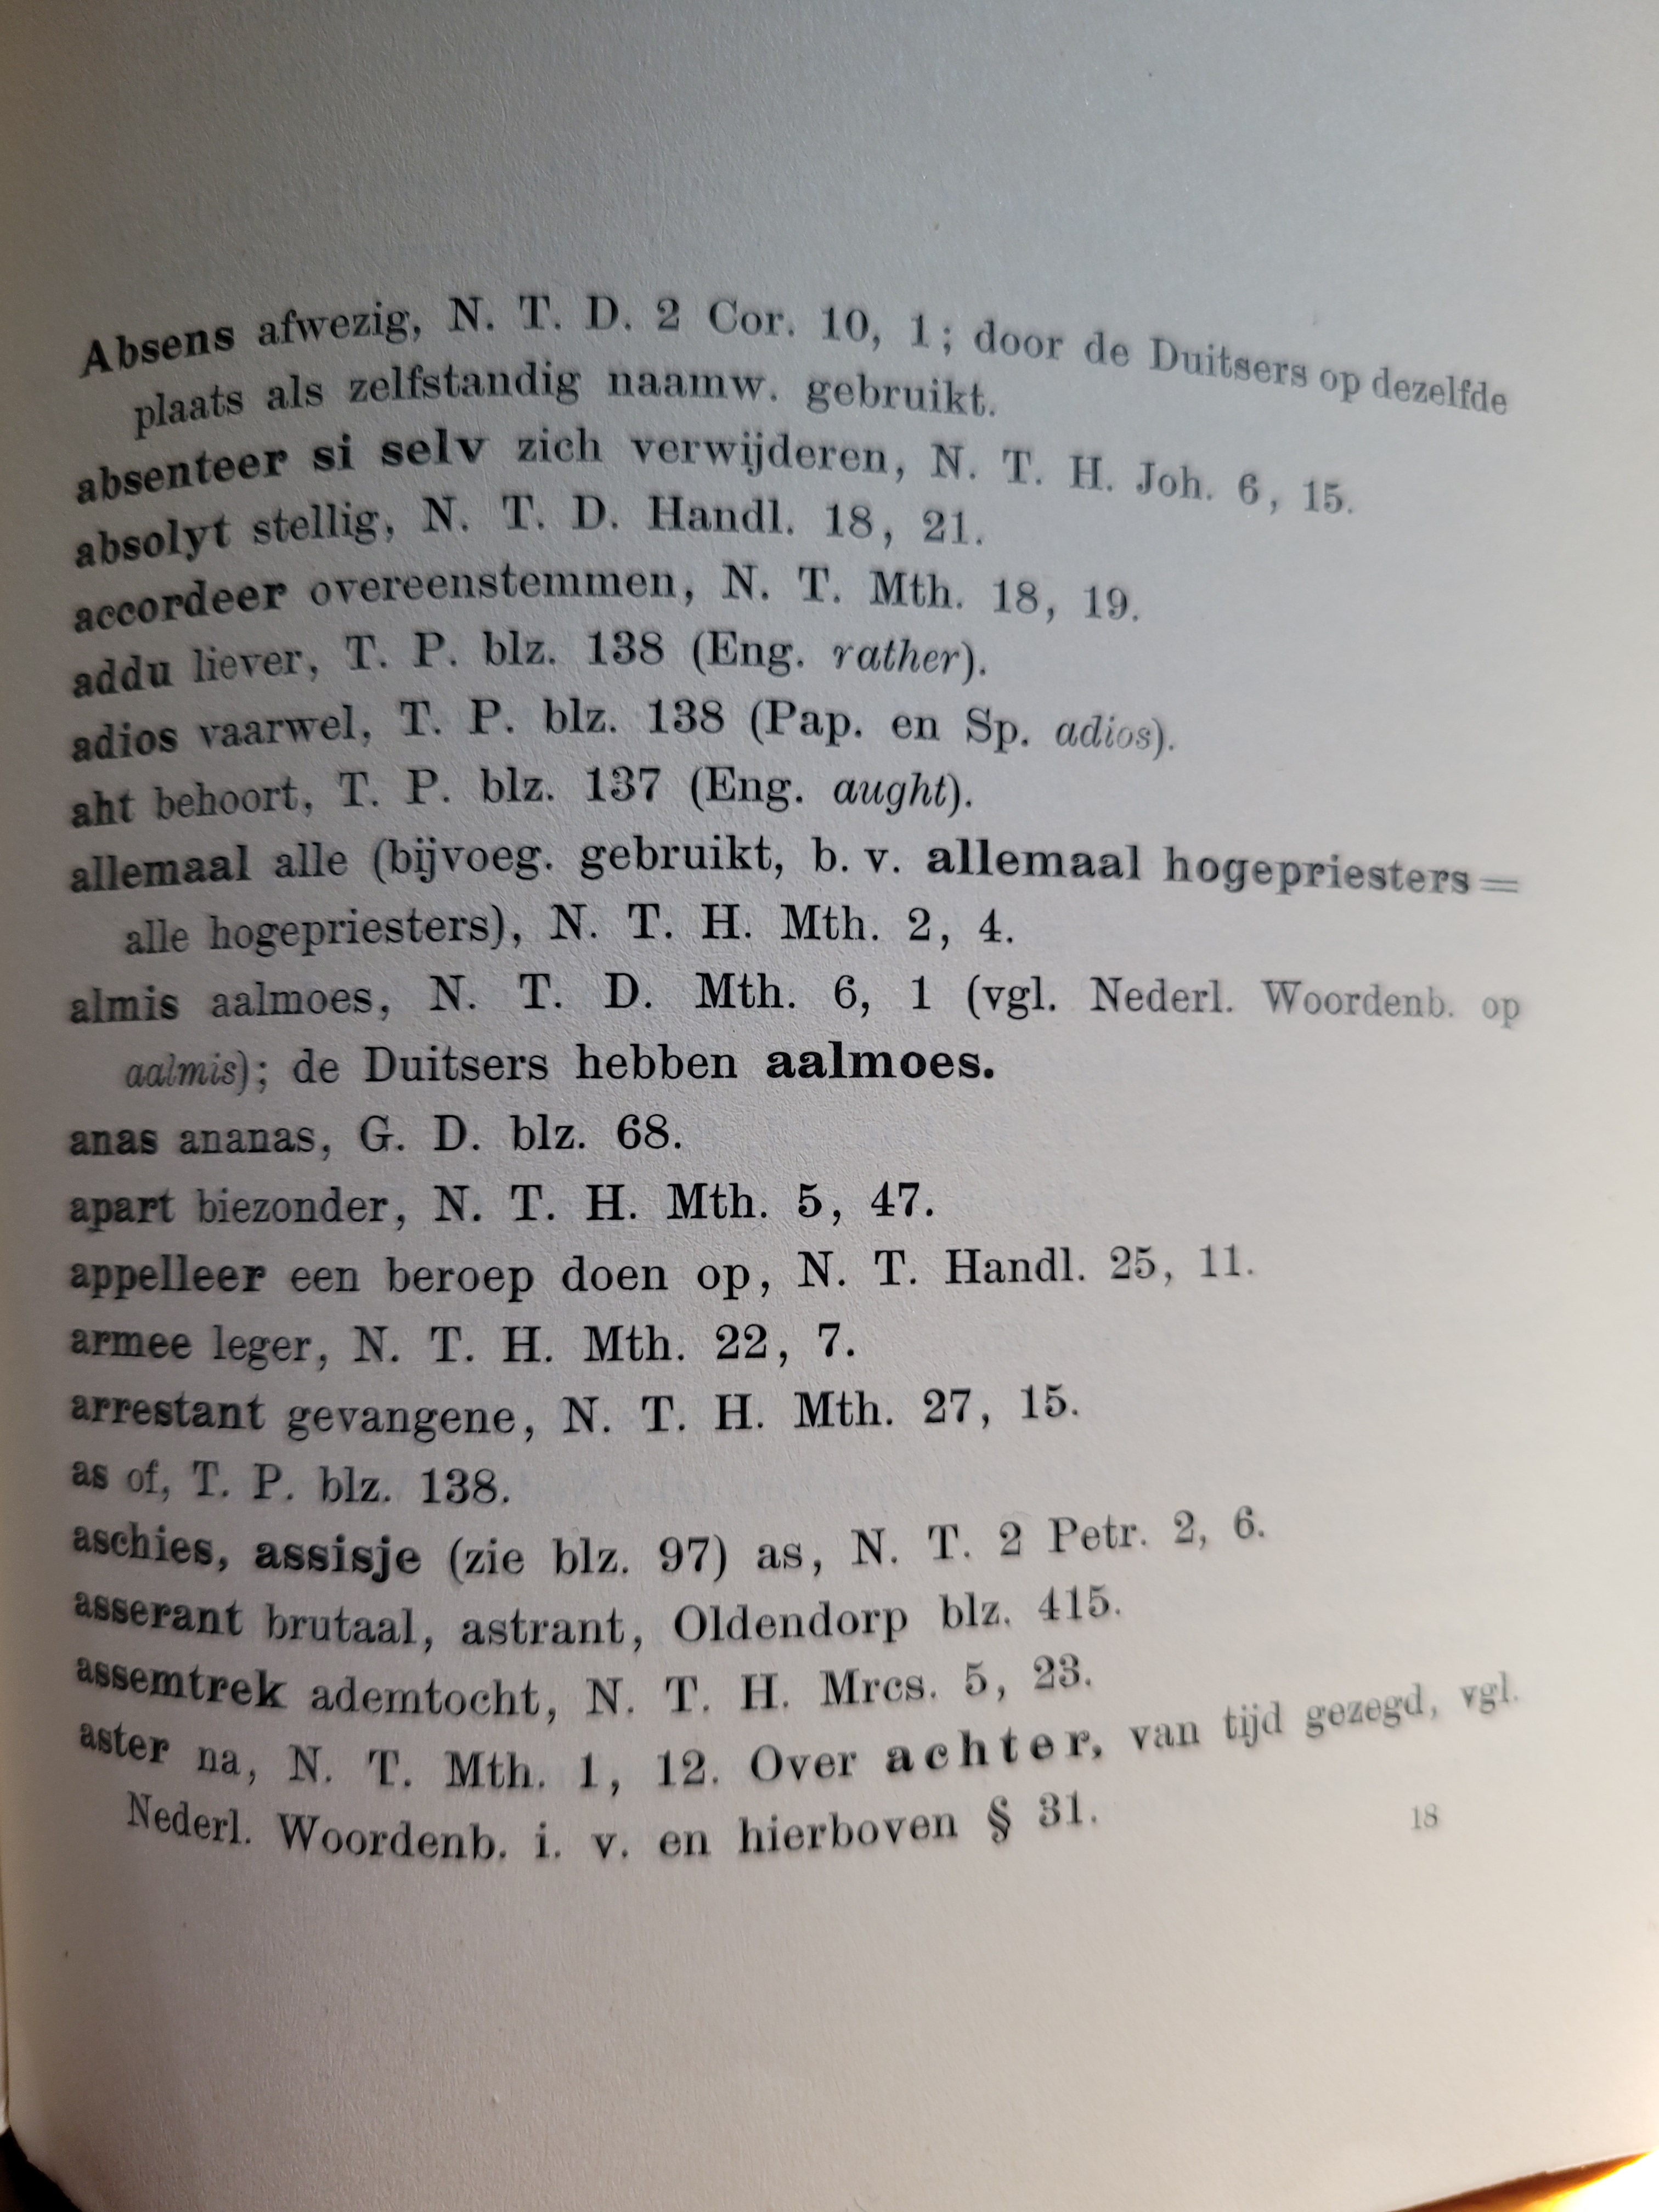 Absens afwezig, N. T. D. 2 Cor. 10, 1; door de Duitsers op dezelfde
plaats als zelfstandig naamw. gebruikt.
absenteer si selv zich verwijderen, N. T. H. Joh. 6, 15.
absolyt stellig, N. T. D. Handl. 18, 21.
accordeer overeenstemmen, N. T. Mth. 18, 19.
addu liever, T. P. blz. 138 (Eng. rather).
adios vaarwel, T. P. blz. 138 (Pap. en Sp. adios).
aht behoort, T. P. blz. 137 (Eng. aught).
allemaal alle (bijvoeg. gebruikt, b. v. allemaal hogepriesters =
alle hogepriesters), N. T. H. Mth. 2, 4.
almis aalmoes, N. T. D. Mth. 6, 1 (vgl. Nederl. Woordenb. op
aalmis); de Duitsers hebben aalmoes.
anas ananas, G. D. blz. 68.
apart biezonder, N. T. H. Mth. 5, 47.
appelleer een beroep doen op, N. T. Handl. 25, 11.
armee leger, N. T. H. Mth. 22, 7.
arrestant gevangene, N. T. H. Mth. 27, 15.
as of, T. P. blz. 138.
aschies, assisje (zie blz. 97) as, N. T. 2 Petr. 2, 6.
asserant brutaal, astrant, Oldendorp blz. 415.
assemtrek ademtocht, N. T. H. Mrcs. 5, 23.
aster na, N. T. Mth. 1, 12. Over achter, van tijd gezegd, vgl.
Nederl. Woordenb. i. v. en hierboven § 31.
18